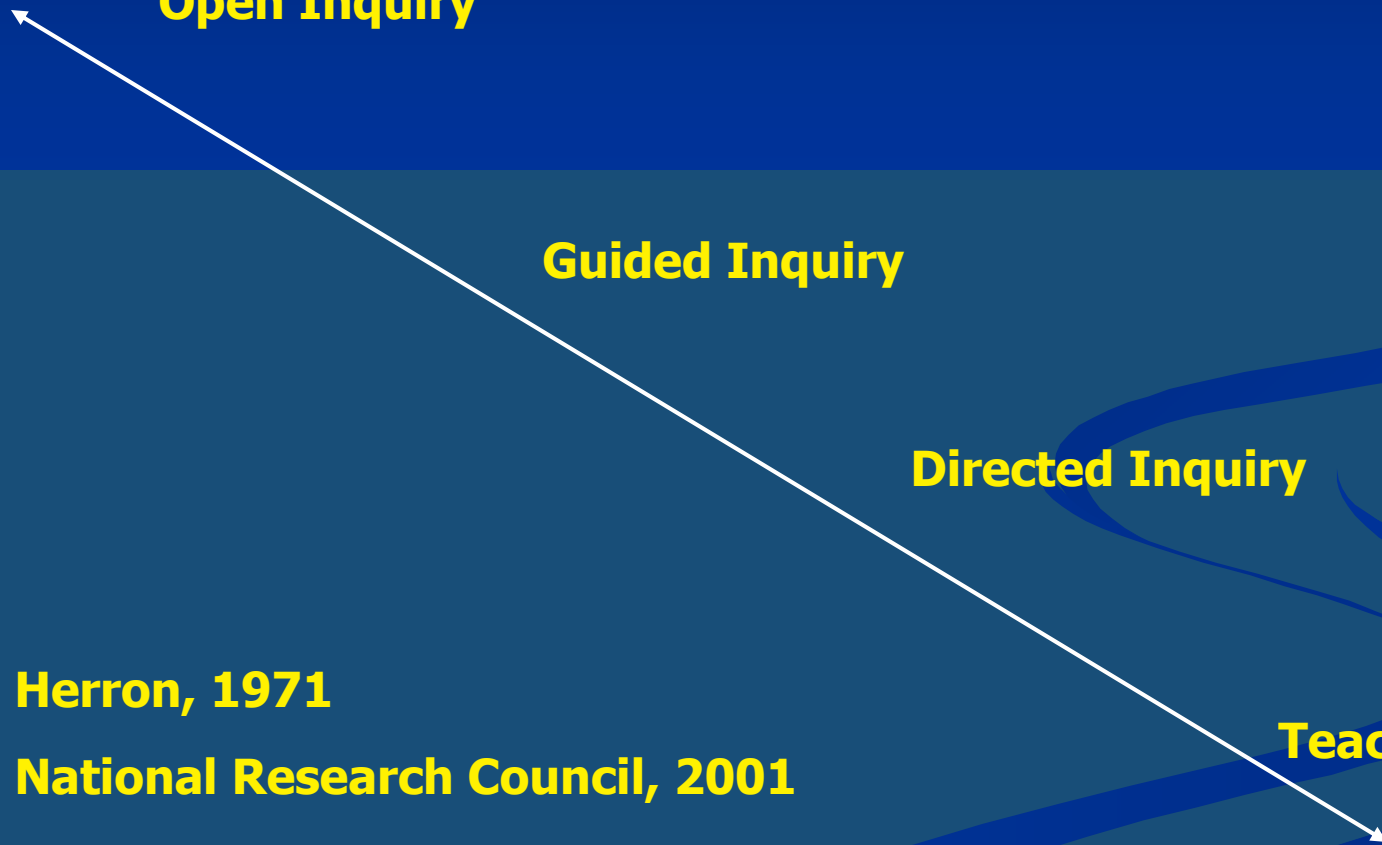 Open Inquiry
Guided Inquiry
Directed Inquiry
Herron, 1971
National Research Council, 2001